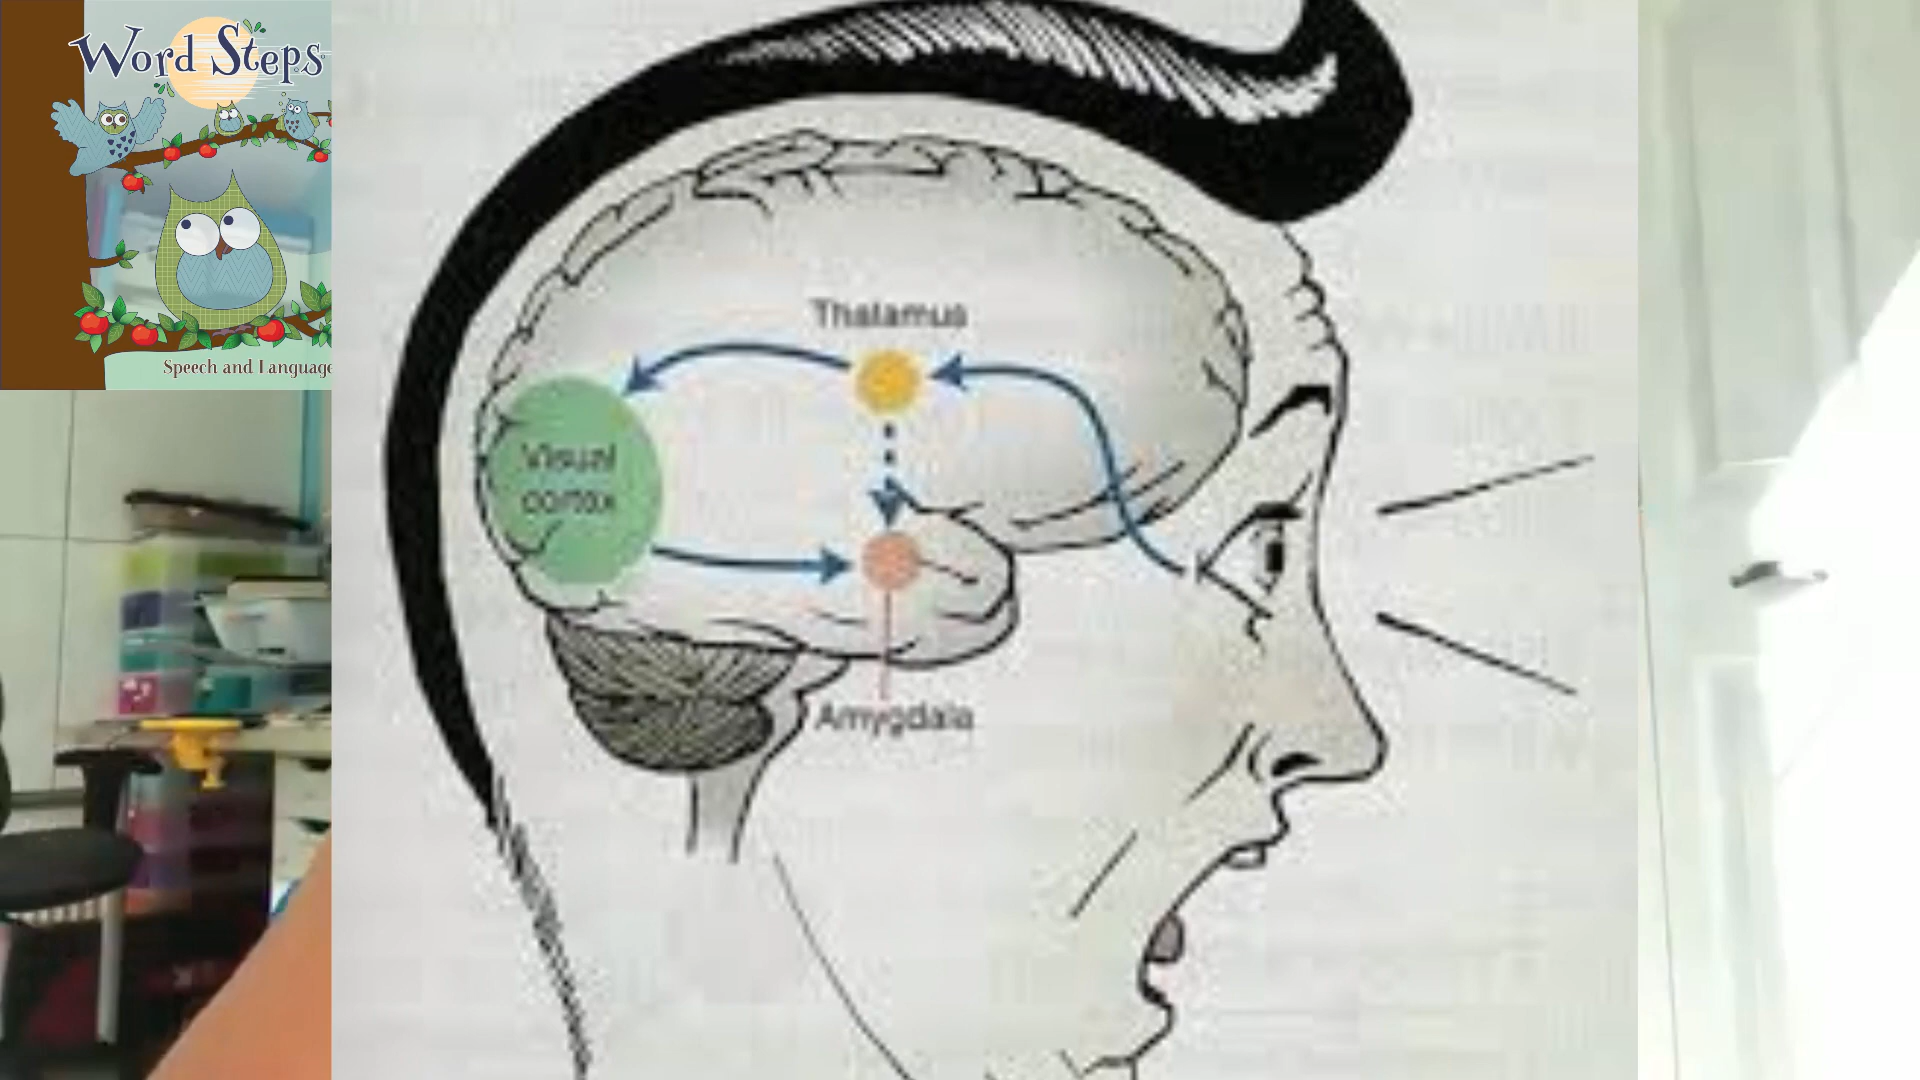 Word Steps
Speech and Language
Thalamus
Visual
cortex
Amygdala